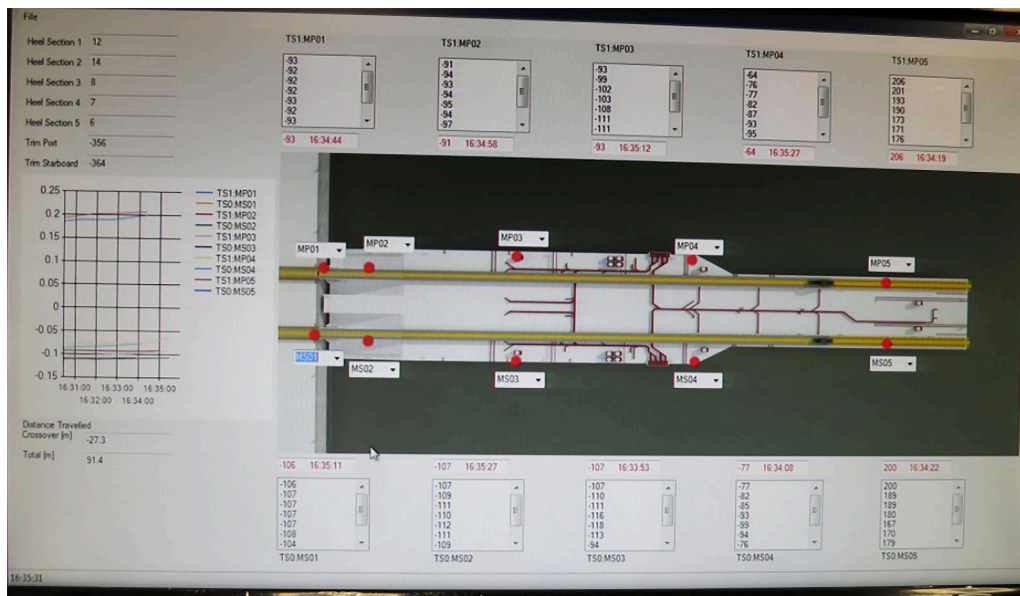 File
Heel Section 1 12
Heel Section 2 14
Heel Section 3 8
Heel Section 4 7
Heel Section 5 6
Trim Port -356
Trim Starboard -364
TS1:MP01
-93
-92
-92
-92
-93
-92
-93
-93 16:34:44
TS1:MP02
-91
-94
-93
-94
-95
-94
-97
-91 16:34:58
TS1:MP03
-93
-99
-102
-103
-108
-111
-111
-93 16:35:12
TS1:MP04
-64
-76
-77
-82
-87
-93
-95
-64 16:35:27
TS1:MP05
206
201
193
190
173
171
176
206 16:34:19
0.25
0.2
0.15
0.1
0.05
0
-0.05
-0.1
-0.15
16:31:00 16:33:00 16:35:00
16:32:00 16:34:00
TS1:MP01
TS0:MS01
TS1:MP02
TS0:MS02
TS1:MP03
TS0:MS03
TS1:MP04
TS0:MS04
TS1:MP05
TS0:MS05
MP01
MP02
MP03
MP04
MP05
MS01
MS02
MS03
MS04
MS05
Distance Travelled
Crossover [m] -27.3
Total [m] 91.4
-106 16:35:11
-106
-107
-107
-107
-107
-108
-104
TS0:MS01
-107 16:35:27
-107
-109
-111
-110
-112
-111
-109
TS0:MS02
-107 16:33:53
-107
-110
-111
-116
-118
-113
-94
TS0:MS03
-77 16:34:08
-77
-82
-85
-93
-99
-94
-76
TS0:MS04
200 16:34:22
200
189
189
180
167
170
179
TS0:MS05
16:35:31